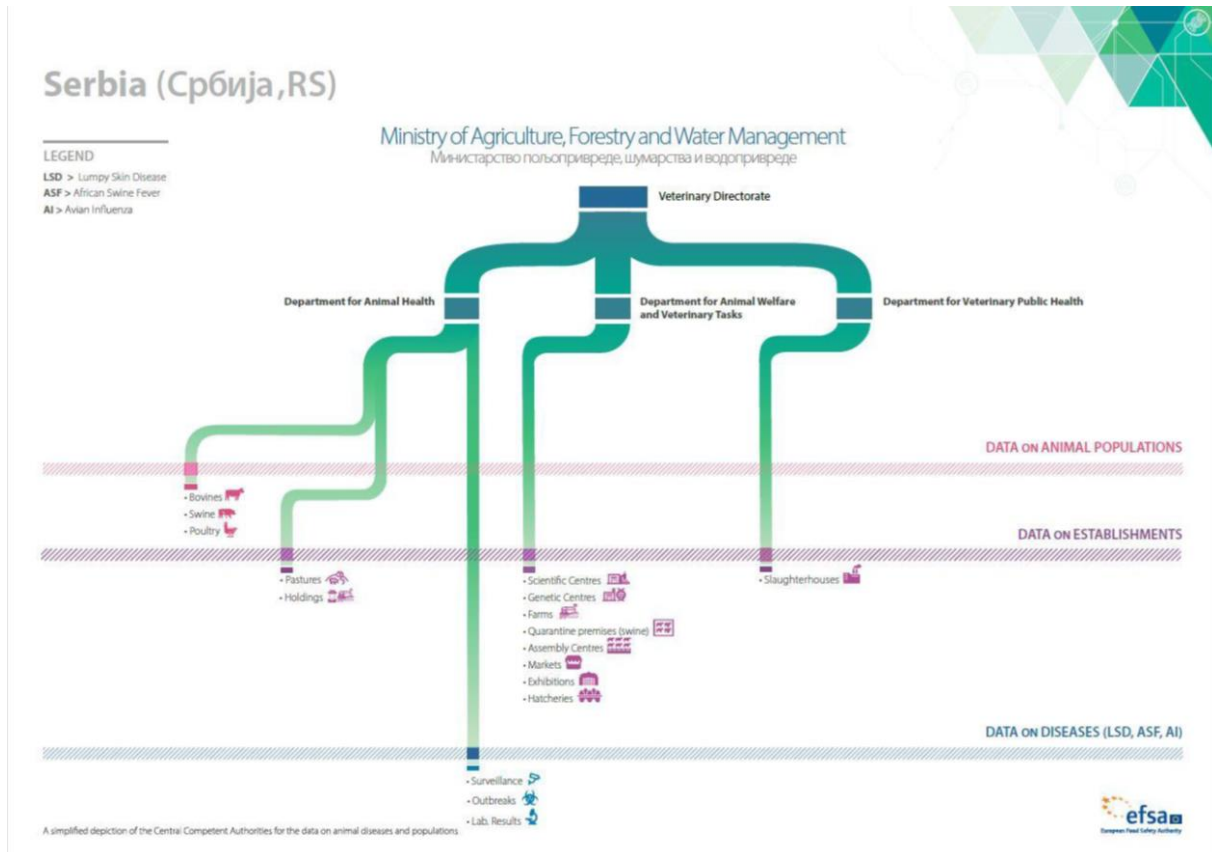 Serbia (Србија,RS)
LEGEND
LSD > Lumpy Skin Disease
ASF > African Swine Fever
AI > Avian Influenza
Ministry of Agriculture, Forestry and Water Management
Министарство пољопривреде, шумарства и водопривреде
Veterinary Directorate
Department for Animal Health
Department for Animal Welfare
and Veterinary Tasks
Department for Veterinary Public Health
DATA ON ANIMAL POPULATIONS
• Bovines
• Swine
• Poultry
DATA ON ESTABLISHMENTS
• Pastures
• Holdings
• Scientific Centres
• Genetic Centres
• Farms
• Quarantine premises (swine)
• Assembly Centres
• Markets
• Exhibitions
• Hatcheries
• Slaughterhouses
DATA ON DISEASES (LSD, ASF, AI)
• Surveillance
• Outbreaks
• Lab. Results
A simplified depiction of the Central Competent Authorities for the data on animal diseases and populations
efsa
European Food Safety Authority